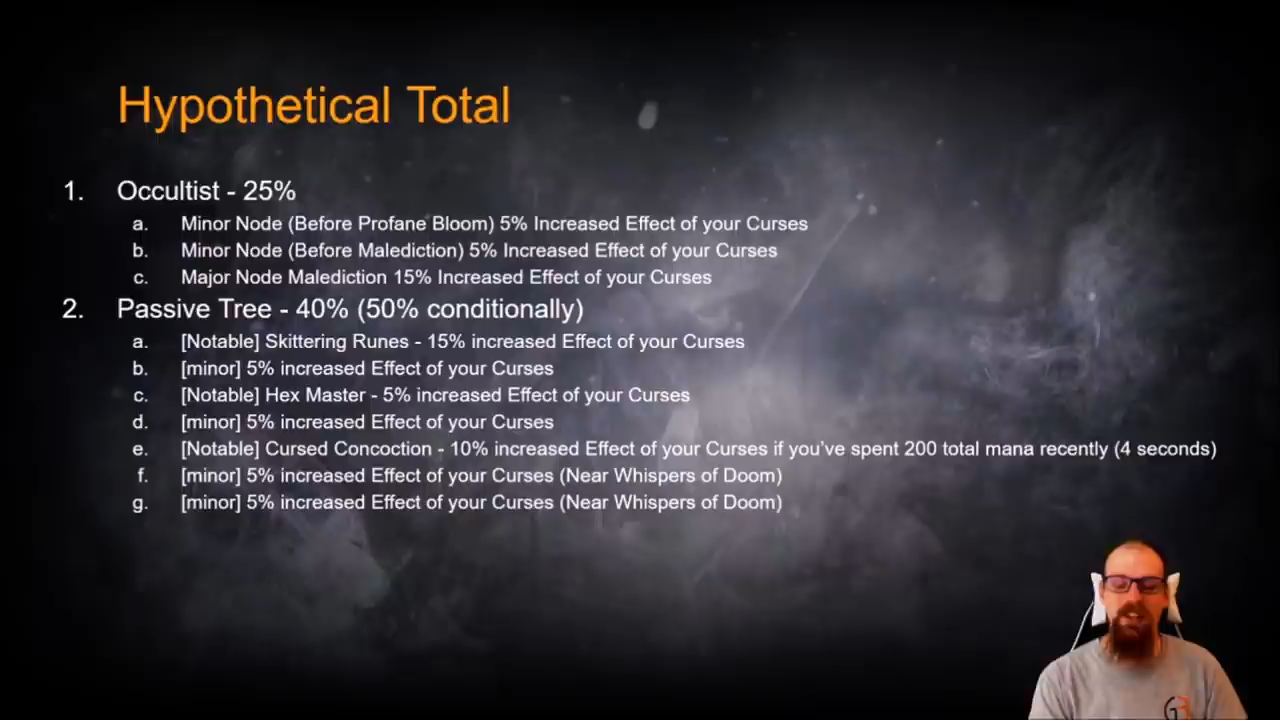 Hypothetical Total
1. Occultist - 25%
a. Minor Node (Before Profane Bloom) 5% Increased Effect of your Curses
b. Minor Node (Before Malediction) 5% Increased Effect of your Curses
c. Major Node Malediction 15% Increased Effect of your Curses
2. Passive Tree - 40% (50% conditionally)
a. [Notable] Skittering Runes - 15% increased Effect of your Curses
b. [minor] 5% increased Effect of your Curses
c. [Notable] Hex Master - 5% increased Effect of your Curses
d. [minor] 5% increased Effect of your Curses
e. [Notable] Cursed Concoction - 10% increased Effect of your Curses if you’ve spent 200 total mana recently (4 seconds)
f. [minor] 5% increased Effect of your Curses (Near Whispers of Doom)
g. [minor] 5% increased Effect of your Curses (Near Whispers of Doom)